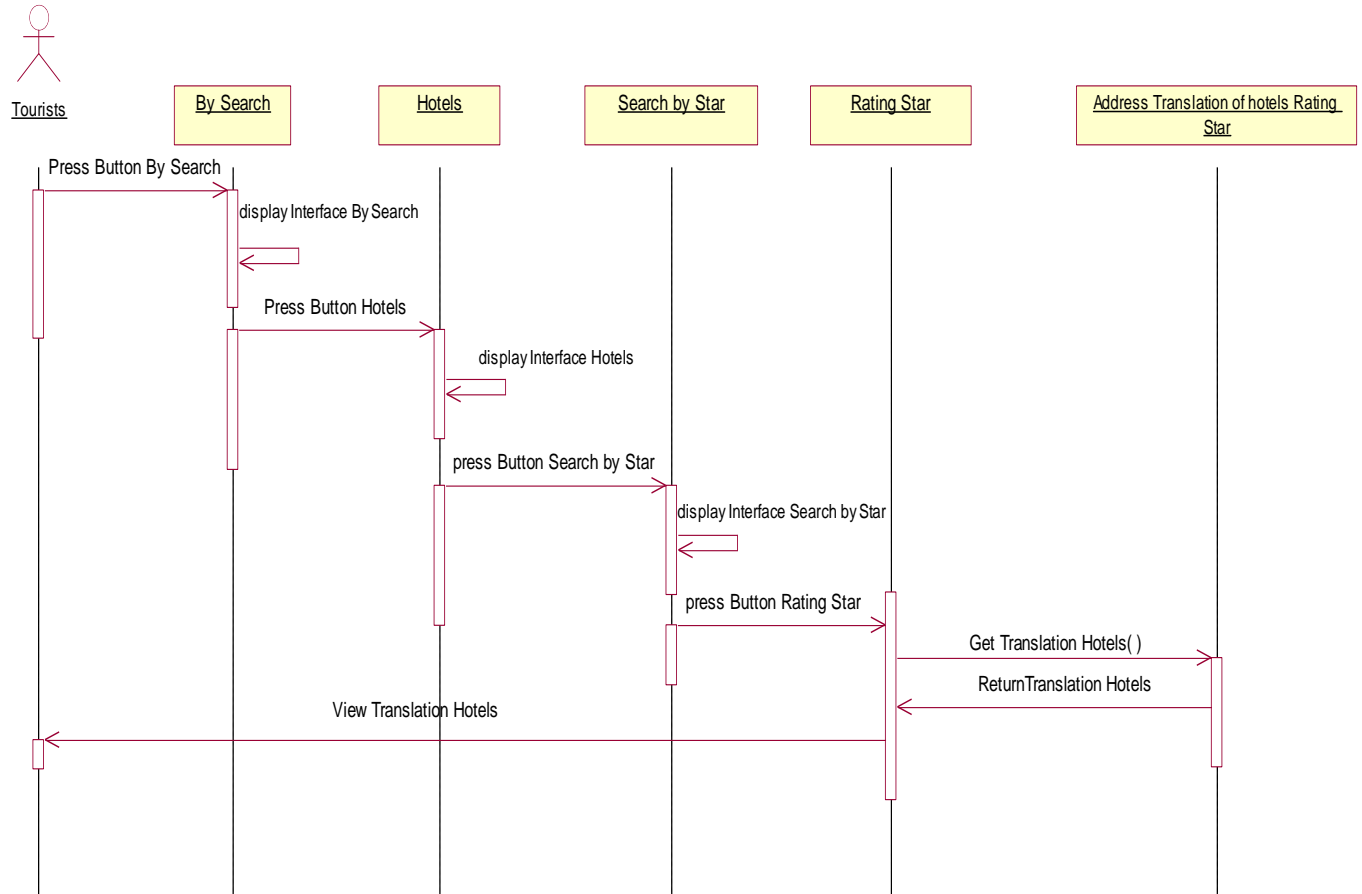 Tourists
By Search
Hotels
Search by Star
Rating Star
Address Translation of hotels Rating
Star
Press Button By Search
display Interface By Search
Press Button Hotels
display Interface Hotels
press Button Search by Star
display Interface Search by Star
press Button Rating Star
Get Translation Hotels( )
ReturnTranslation Hotels
View Translation Hotels